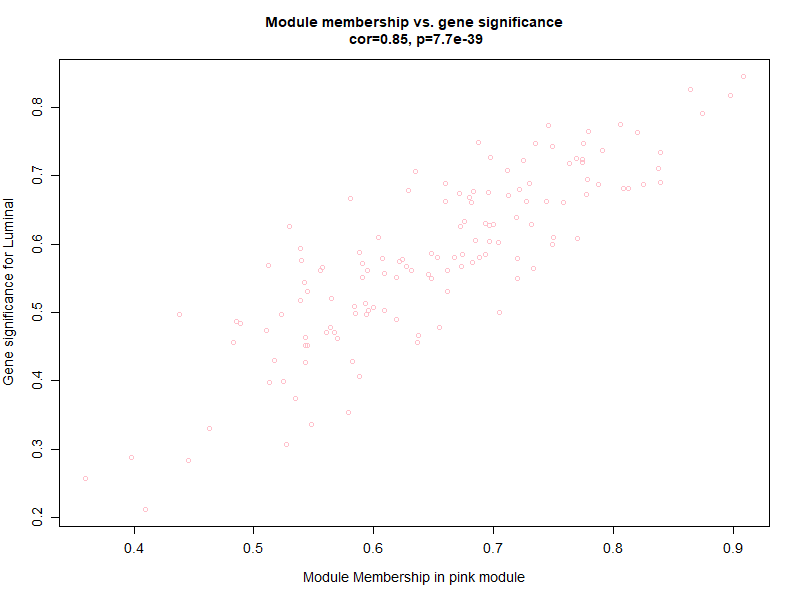 Module membership vs. gene significance
cor=0.85, p=7.7e-39
Gene significance for Luminal
0.8
0.7
0.6
0.5
0.4
0.3
0.2
0.4 0.5 0.6 0.7 0.8 0.9
Module Membership in pink module